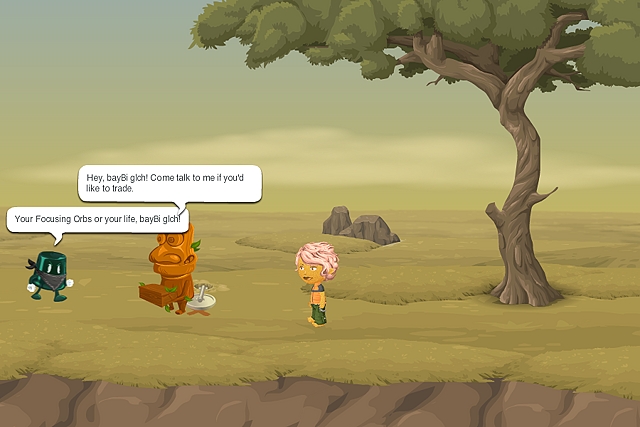 Hey, bayBi glch! Come talk to me if you'd
like to trade.
Your Focusing Orbs or your life, bayBi glch!